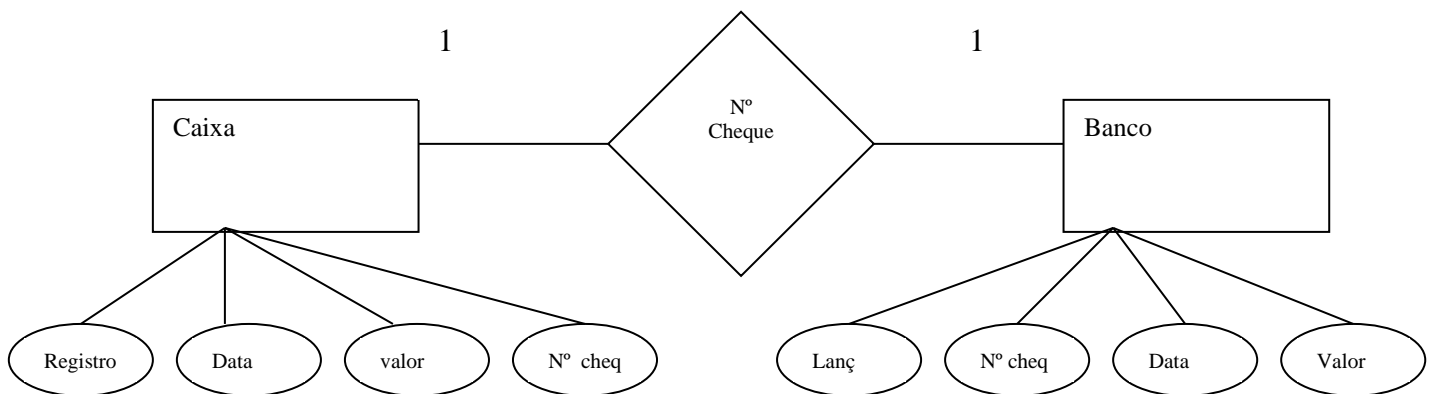 1
1
Nº
Cheque
Caixa
Banco
Registro
Data
valor
Nº cheq
Lanç
Nº cheq
Data
Valor